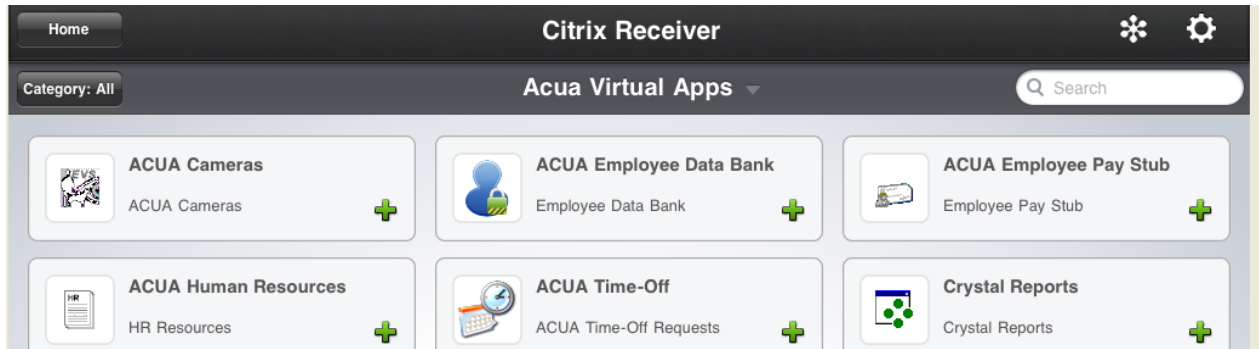 Home
Citrix Receiver
Category: All
Acua Virtual Apps
Search
ACUA Cameras
ACUA Cameras
ACUA Employee Data Bank
Employee Data Bank
ACUA Employee Pay Stub
Employee Pay Stub
ACUA Human Resources
HR
HR Resources
ACUA Time-Off
ACUA Time-Off Requests
Crystal Reports
Crystal Reports